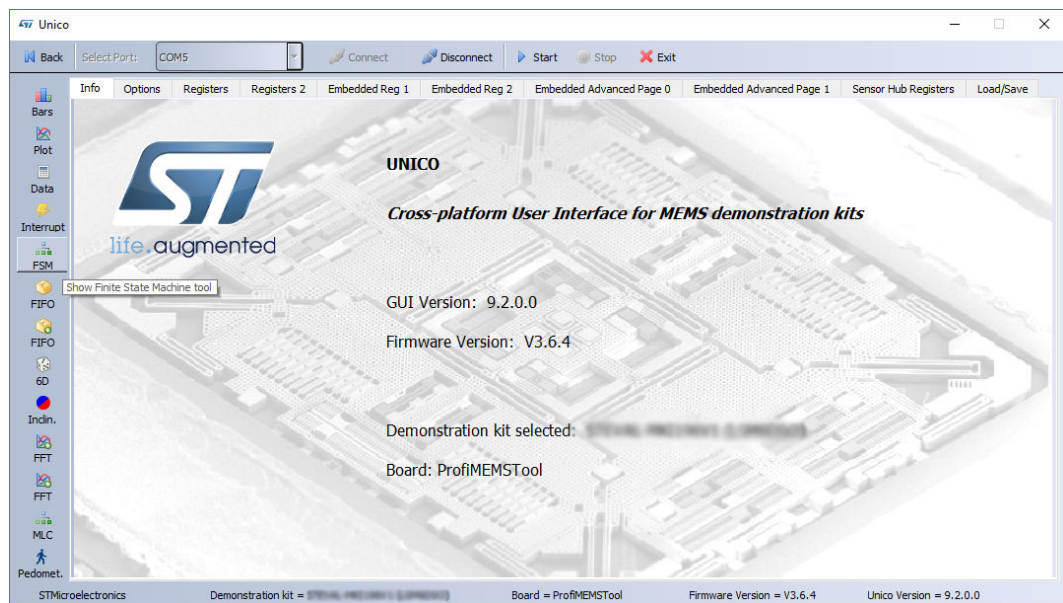 Unico
Back Select Port: COM5 Connect Disconnect Start Stop Exit
Info Options Registers Registers 2 Embedded Reg 1 Embedded Reg 2 Embedded Advanced Page 0 Embedded Advanced Page 1 Sensor Hub Registers Load/Save
Bars
Plot
Data
Interrupt
FSM
Show Finite State Machine tool
FIFO
FIFO
6D
Inclin.
FFT
FFT
MLC
Pedomet.
ST
life.augmented
UNICO
Cross-platform User Interface for MEMS demonstration kits
GUI Version: 9.2.0.0
Firmware Version: V3.6.4
Demonstration kit selected:
Board: ProfiMEMSTool
STMicroelectronics Demonstration kit = Board = ProfiMEMSTool Firmware Version = V3.6.4 Unico Version = 9.2.0.0